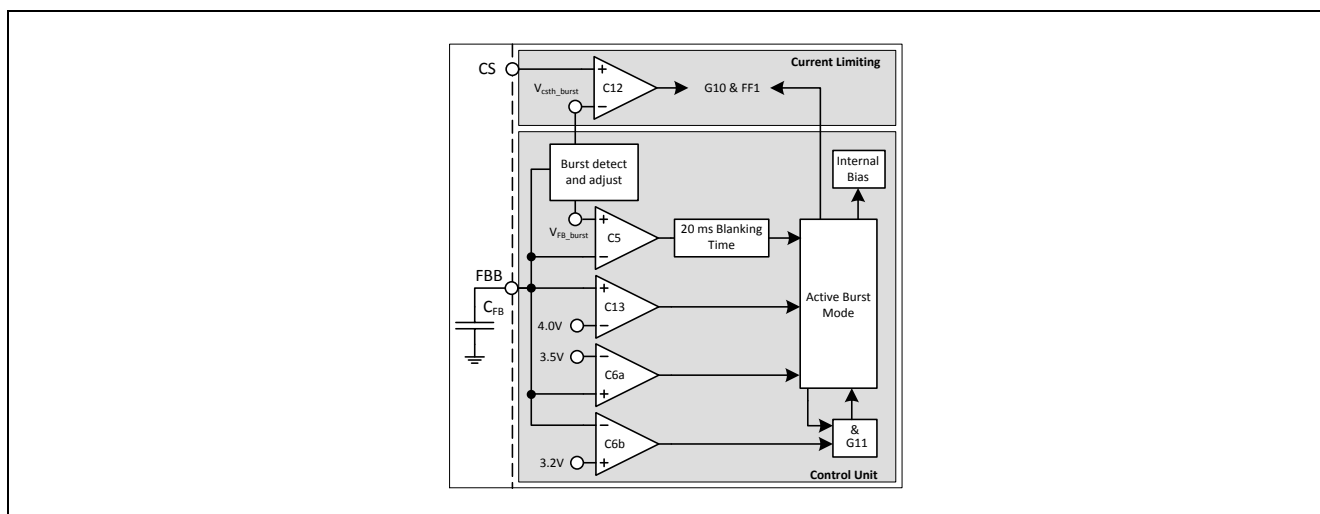 Current Limiting
CS
+
C12
−
V_csth_burst
G10 & FF1
Burst detect
and adjust
Internal
Bias
V_FB_burst
+
C5
−
20 ms Blanking
Time
FBB
C_FB
+
C13
−
4.0V
Active Burst
Mode
3.5V
−
C6a
+
−
C6b
+
3.2V
&
G11
Control Unit